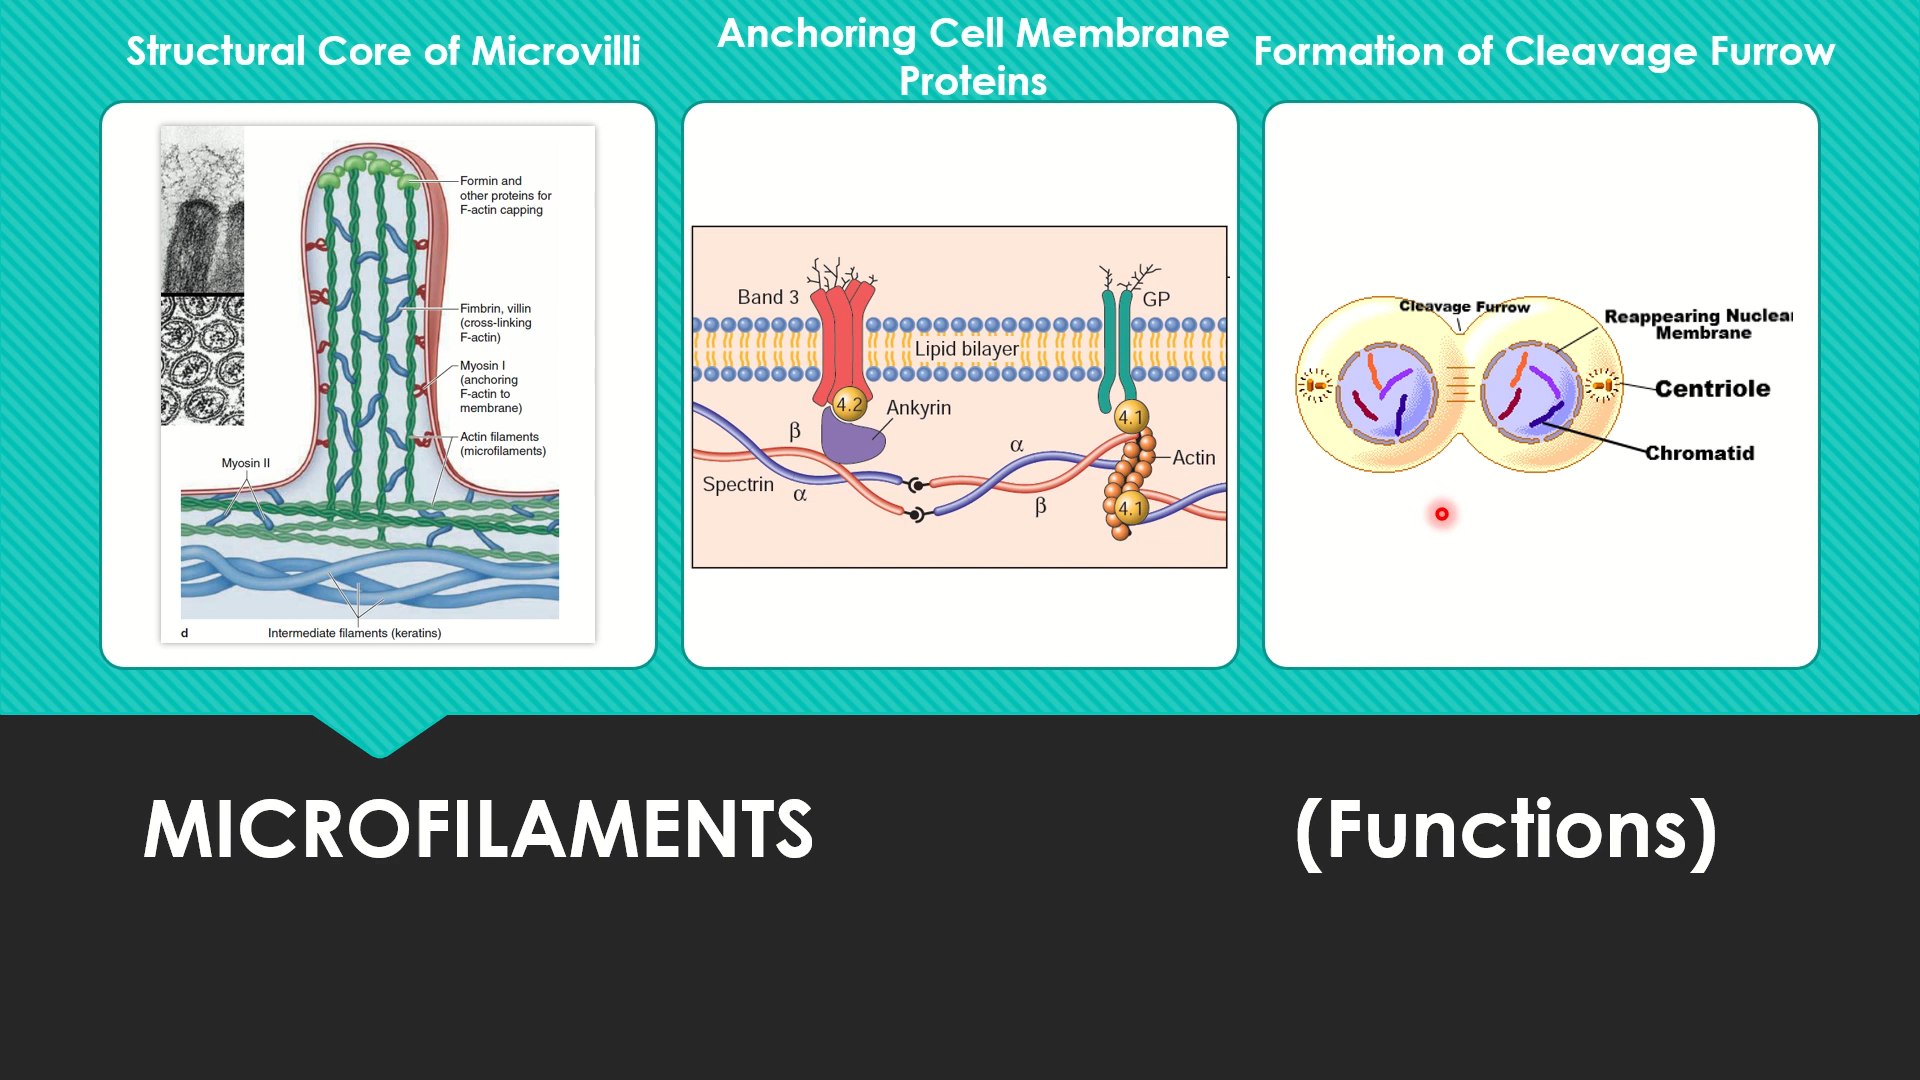 Structural Core of Microvilli
Anchoring Cell Membrane
Proteins
Formation of Cleavage Furrow
Formin and
other proteins for
F-actin capping
Fimbrin, villin
(cross-linking
F-actin)
Myosin I
(anchoring
F-actin to
membrane)
Actin filaments
(microfilaments)
Myosin II
d
Intermediate filaments (keratins)
Band 3
GP
Lipid bilayer
4.2
Ankyrin
4.1
β
α
Actin
Spectrin
α
β
4.1
Cleavage Furrow
Reappearing Nuclear
Membrane
Centriole
Chromatid
MICROFILAMENTS (Functions)